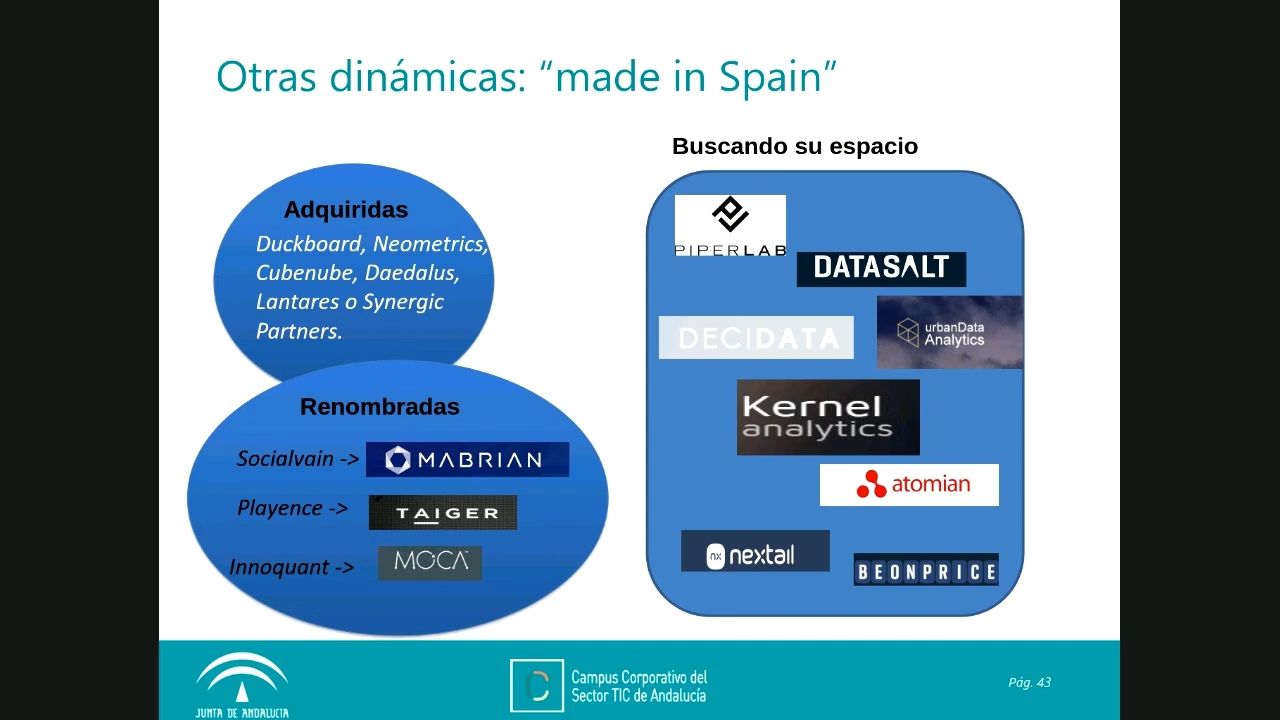 Otras dinámicas: “made in Spain”
Adquiridas
Duckboard, Neometrics,
Cubenube, Daedalus,
Lantares o Synergic
Partners.
Renombradas
Socialvain -> MABRIAN
Playence -> TAIGER
Innoquant -> MOCA
Buscando su espacio
PIPERLAB
DATASALT
DECIDATA
urbanData
Analytics
Kernel
analytics
atomian
nx nextail
BEONPRICE
JUNTA DE ANDALUCIA
Campus Corporativo del
Sector TIC de Andalucía
Pág. 43